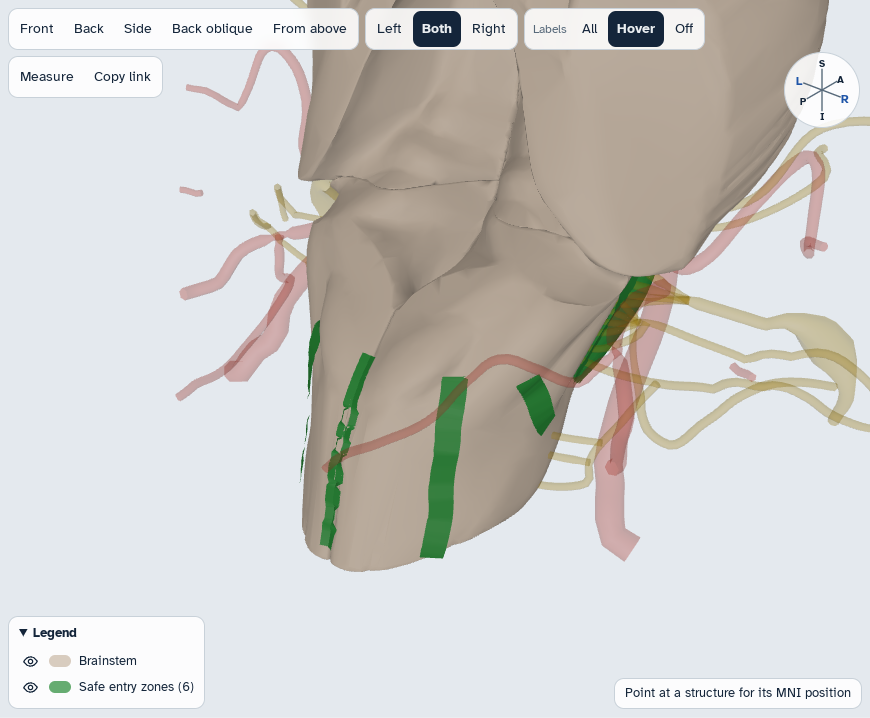 Front Back Side Back oblique From above Left Both Right Labels All Hover Off
Measure Copy link
S
L A
P R
I
▼ Legend
Brainstem
Safe entry zones (6)
Point at a structure for its MNI position